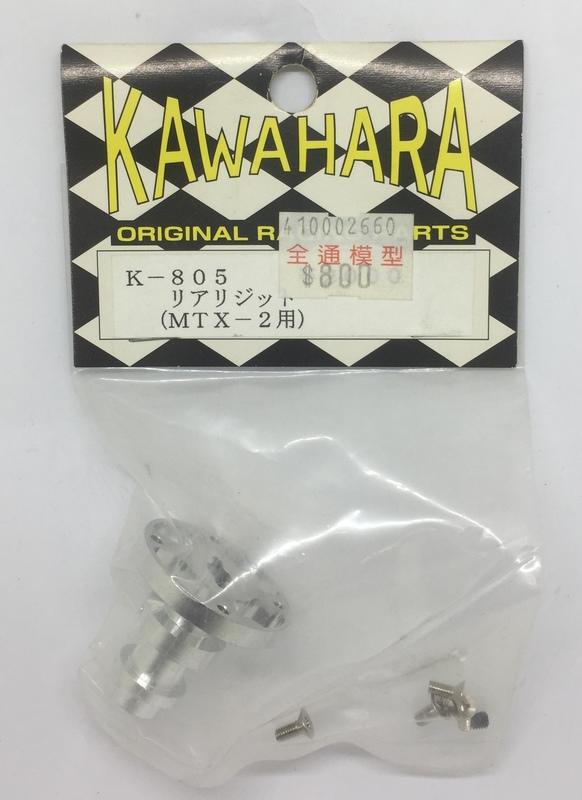 KAWAHARA
ORIGINAL RA RTS
410002660
全通模型
$800
K-805
リアリジット
(MTX-2用)